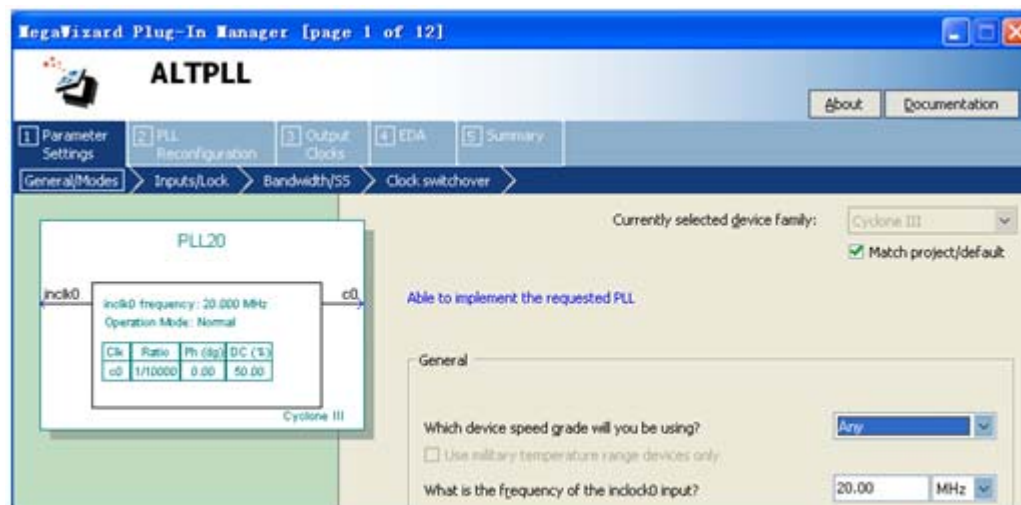 MegaWizard Plug-In Manager [page 1 of 12]
ALTPLL
About
Documentation
1 Parameter Settings
2 PLL Reconfiguration
3 Output Clocks
4 EDA
5 Summary
General/Modes
Inputs/Lock
Bandwidth/SS
Clock switchover
PLL20
inclk0
c0
inclk0 frequency: 20.000 MHz
Operation Mode: Normal
Clk Ratio Ph (dg) DC (%)
c0 1/10000 0.00 50.00
Cyclone III
Currently selected device family:
Cyclone III
Match project/default
Able to implement the requested PLL
General
Which device speed grade will you be using?
Any
Use military temperature range devices only
What is the frequency of the inclock0 input?
20.00
MHz